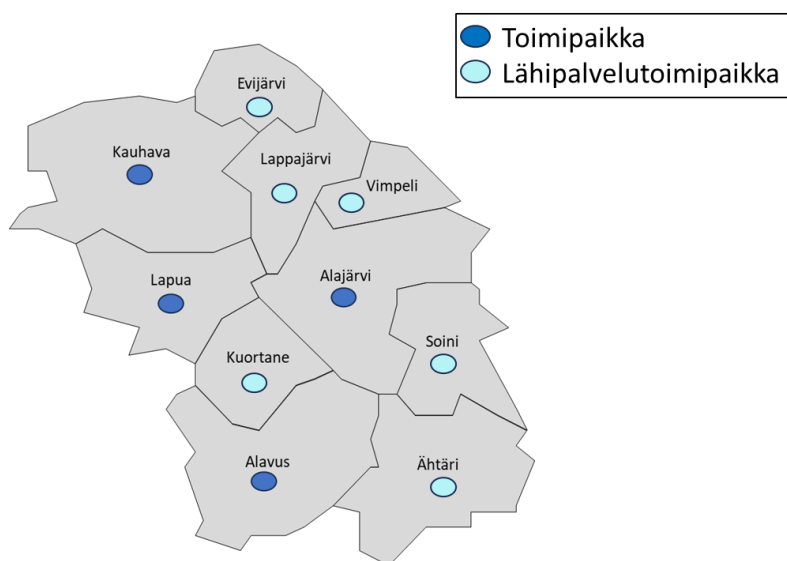 Toimipaikka
Lähipalvelutoimipaikka
Evijärvi
Kauhava
Lappajärvi
Vimpeli
Lapua
Alajärvi
Soini
Kuortane
Alavus
Ähtäri